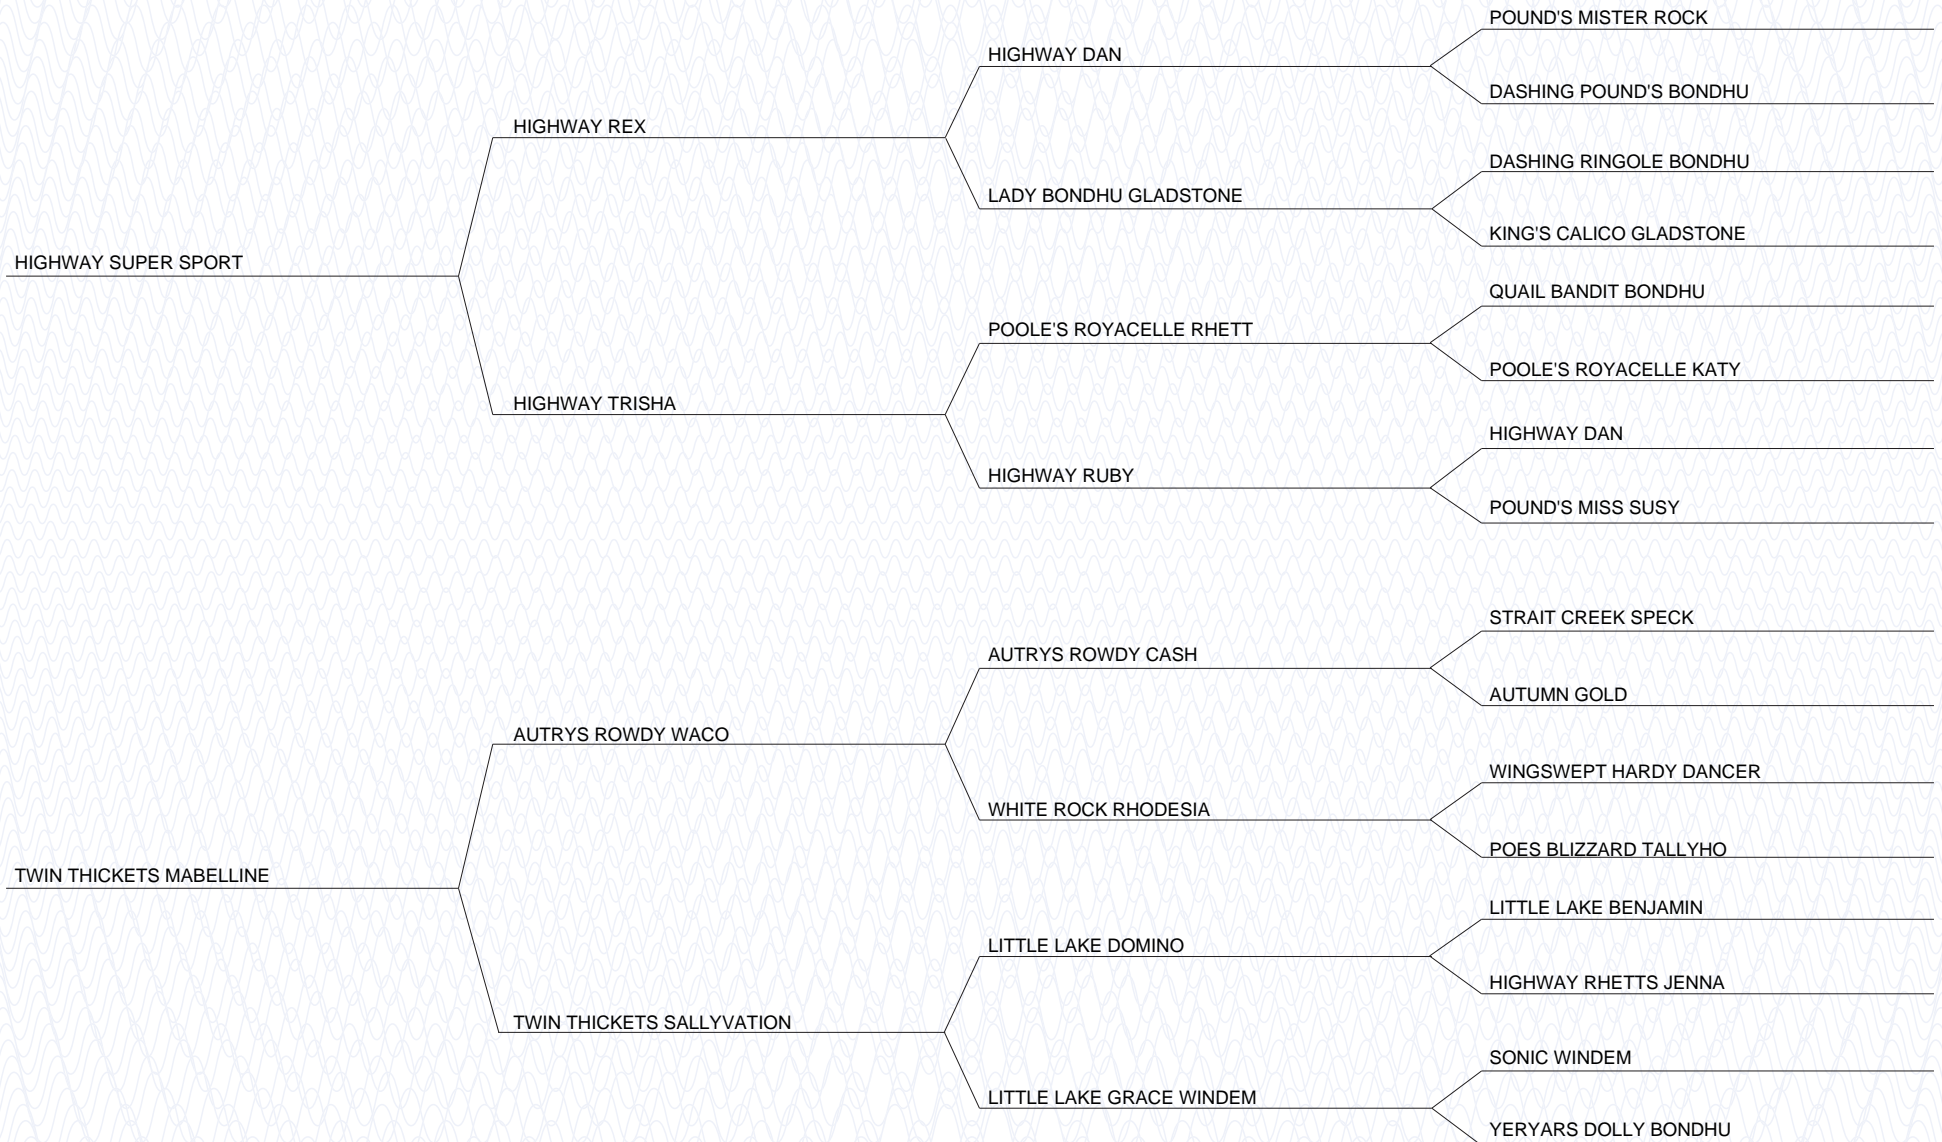 POUND'S MISTER ROCK
HIGHWAY DAN
DASHING POUND'S BONDHU
HIGHWAY REX
DASHING RINGOLE BONDHU
LADY BONDHU GLADSTONE
KING'S CALICO GLADSTONE
HIGHWAY SUPER SPORT
QUAIL BANDIT BONDHU
POOLE'S ROYACELLE RHETT
POOLE'S ROYACELLE KATY
HIGHWAY TRISHA
HIGHWAY DAN
HIGHWAY RUBY
POUND'S MISS SUSY
STRAIT CREEK SPECK
AUTRYS ROWDY CASH
AUTUMN GOLD
AUTRYS ROWDY WACO
WINGSWEPT HARDY DANCER
WHITE ROCK RHODESIA
POES BLIZZARD TALLYHO
TWIN THICKETS MABELLINE
LITTLE LAKE BENJAMIN
LITTLE LAKE DOMINO
HIGHWAY RHETTS JENNA
TWIN THICKETS SALLYVATION
SONIC WINDEM
LITTLE LAKE GRACE WINDEM
YERYARS DOLLY BONDHU